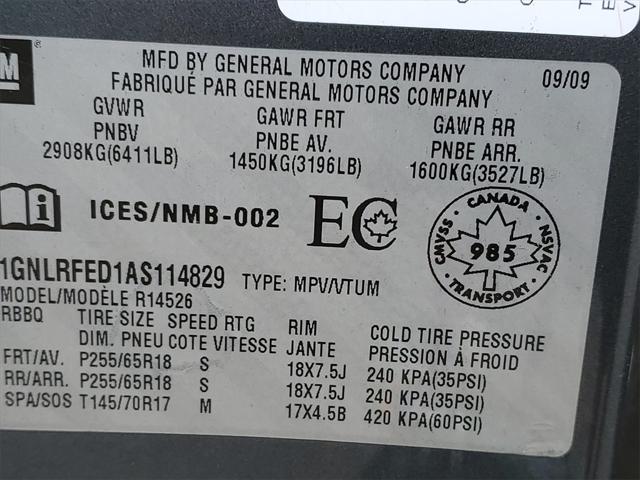 M ®
MFD BY GENERAL MOTORS COMPANY 09/09
FABRIQUÉ PAR GENERAL MOTORS COMPANY
GVWR GAWR FRT GAWR RR
PNBV PNBE AV. PNBE ARR.
2908KG(6411LB) 1450KG(3196LB) 1600KG(3527LB)
ICES/NMB-002 EC
CANADA
CMVSS 985 NSVAC
TRANSPORT
1GNLRFED1AS114829 TYPE: MPV/VTUM
MODEL/MODÈLE R14526
RBBQ TIRE SIZE SPEED RTG RIM COLD TIRE PRESSURE
DIM. PNEU COTE VITESSE JANTE PRESSION À FROID
FRT/AV. P255/65R18 S 18X7.5J 240 KPA(35PSI)
RR/ARR. P255/65R18 S 18X7.5J 240 KPA(35PSI)
SPA/SOS T145/70R17 M 17X4.5B 420 KPA(60PSI)